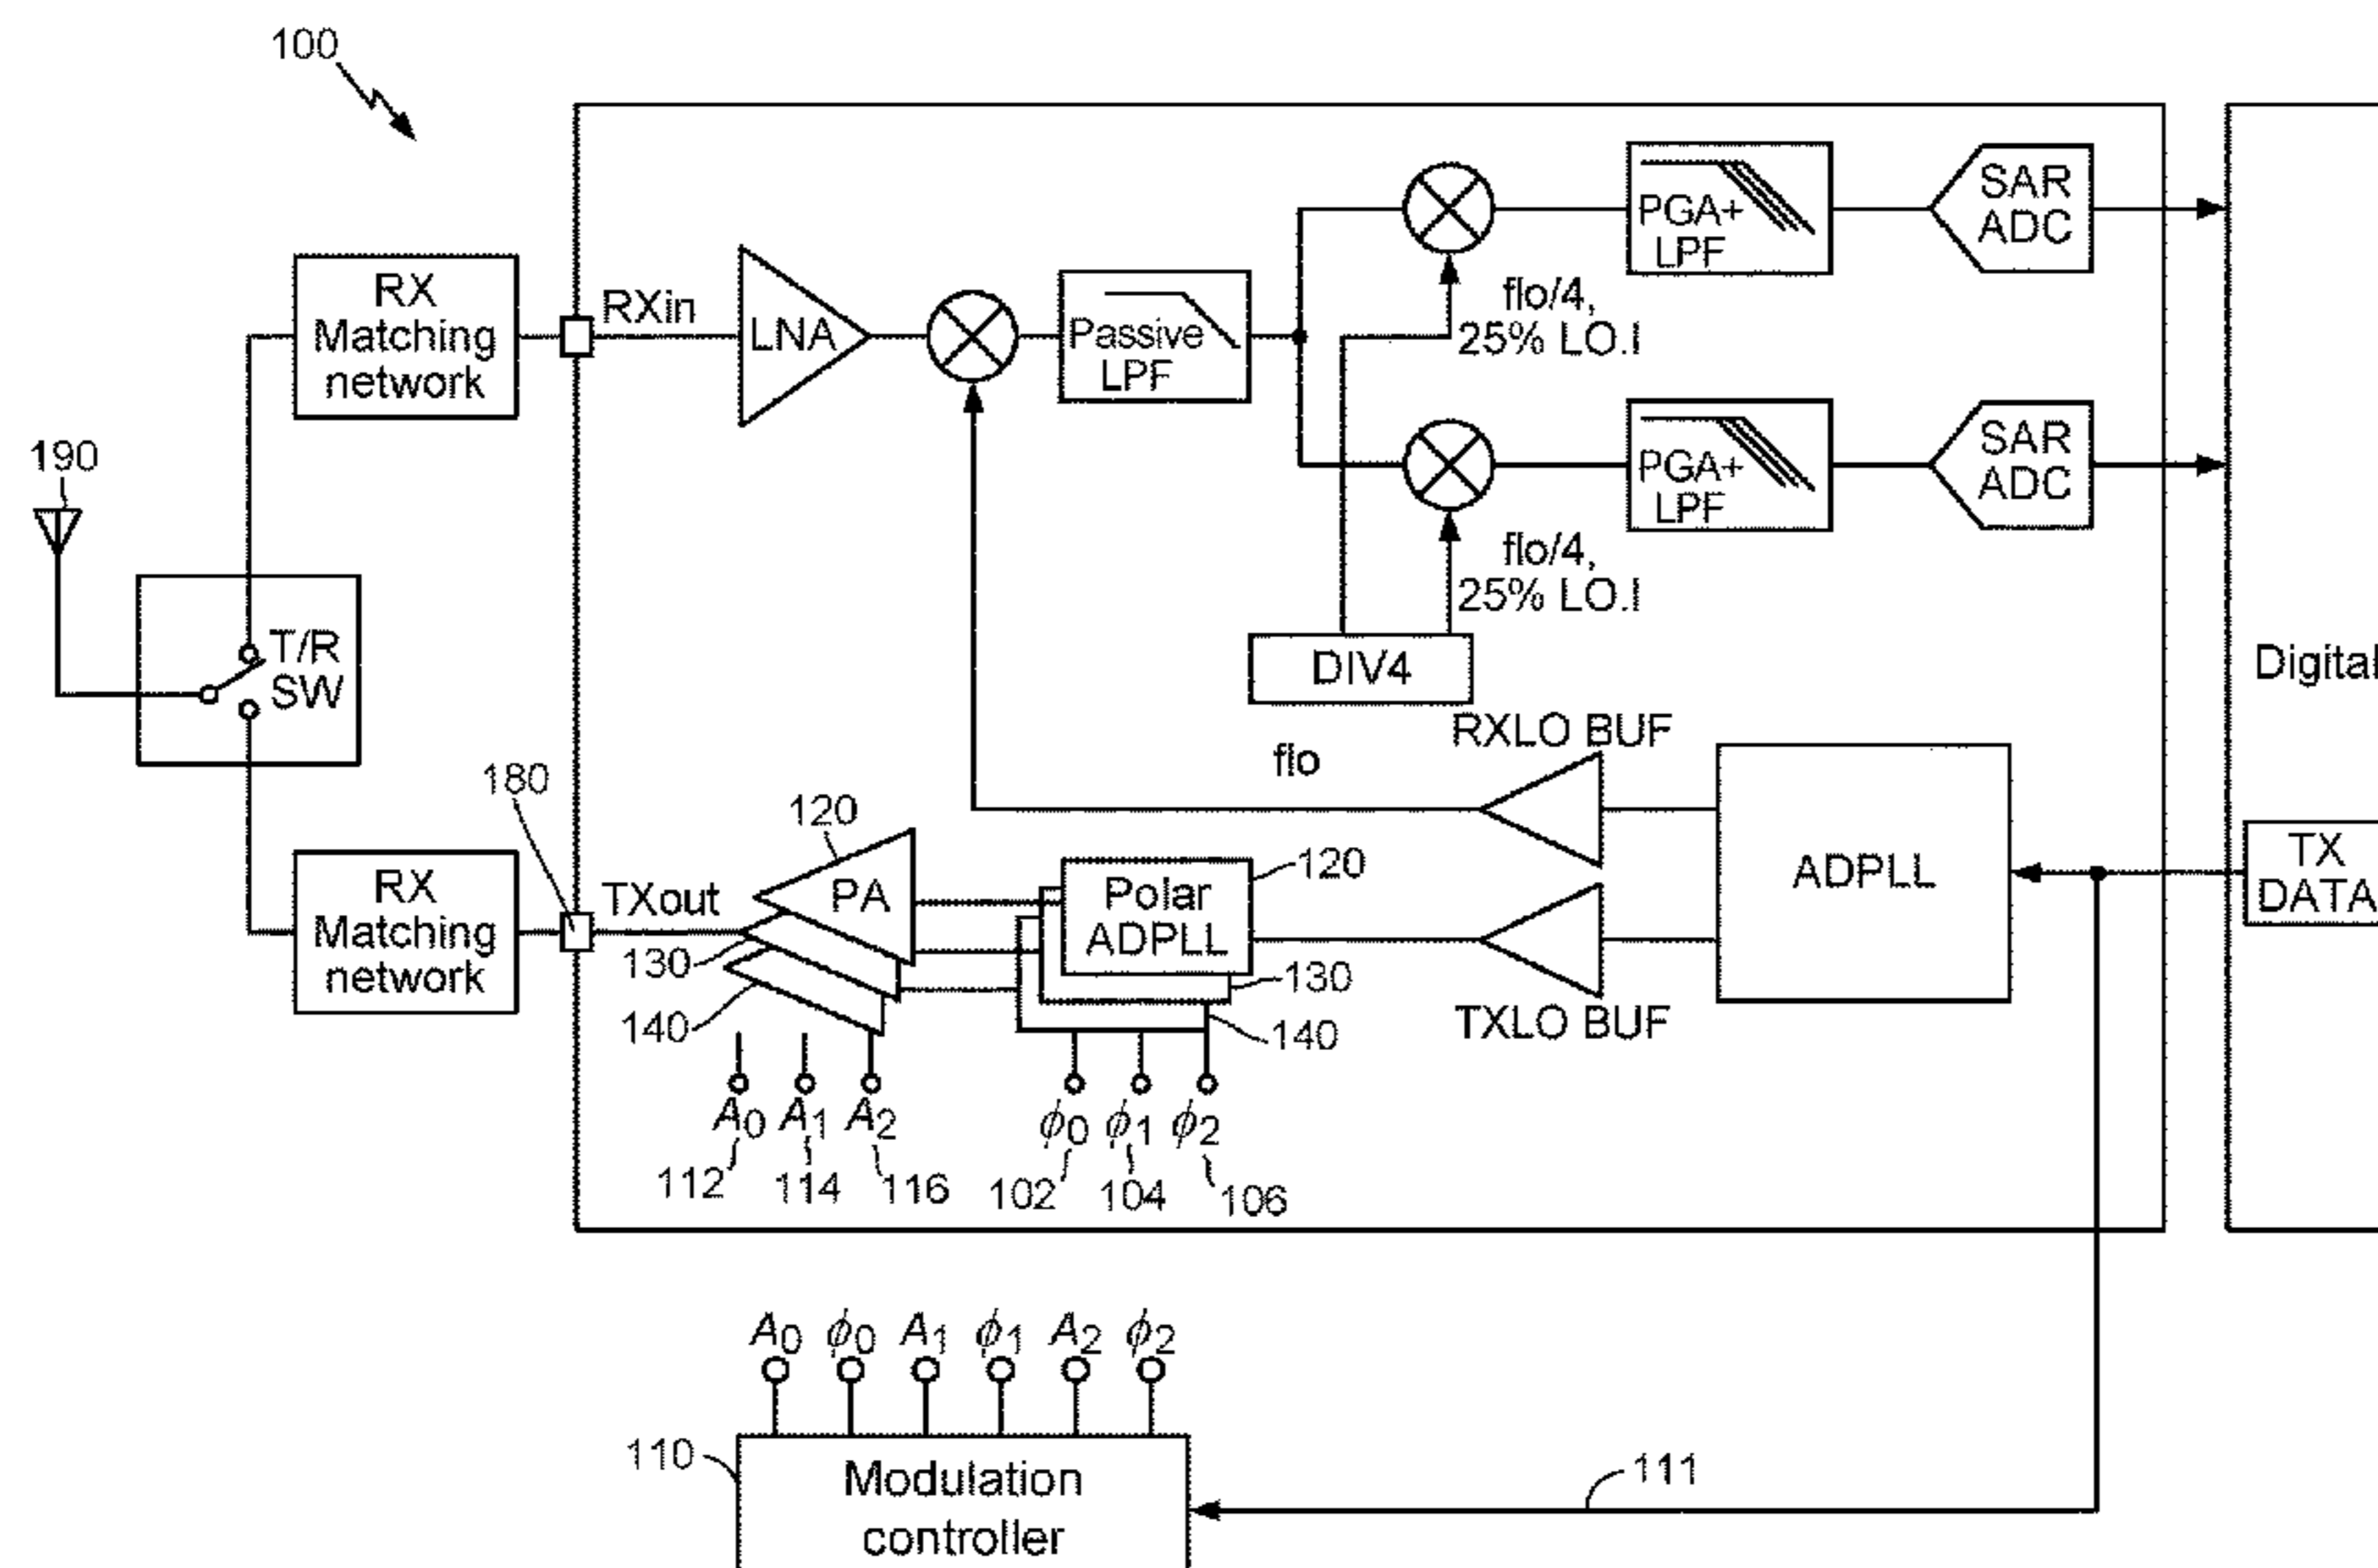 100
RX
Matching
network
RXin
LNA
Passive
LPF
flo/4,
25% LO.I
PGA+
LPF
SAR
ADC
190
T/R
SW
flo/4,
25% LO.I
PGA+
LPF
SAR
ADC
DIV4
Digital
RXLO BUF
flo
180
120
RX
Matching
network
TXout
PA
130
140
Polar
ADPLL
120
130
140
TXLO BUF
ADPLL
TX
DATA
A0 A1 A2
112 114 116
ϕ0 ϕ1 ϕ2
102 104 106
A0 ϕ0 A1 ϕ1 A2 ϕ2
110
Modulation
controller
111